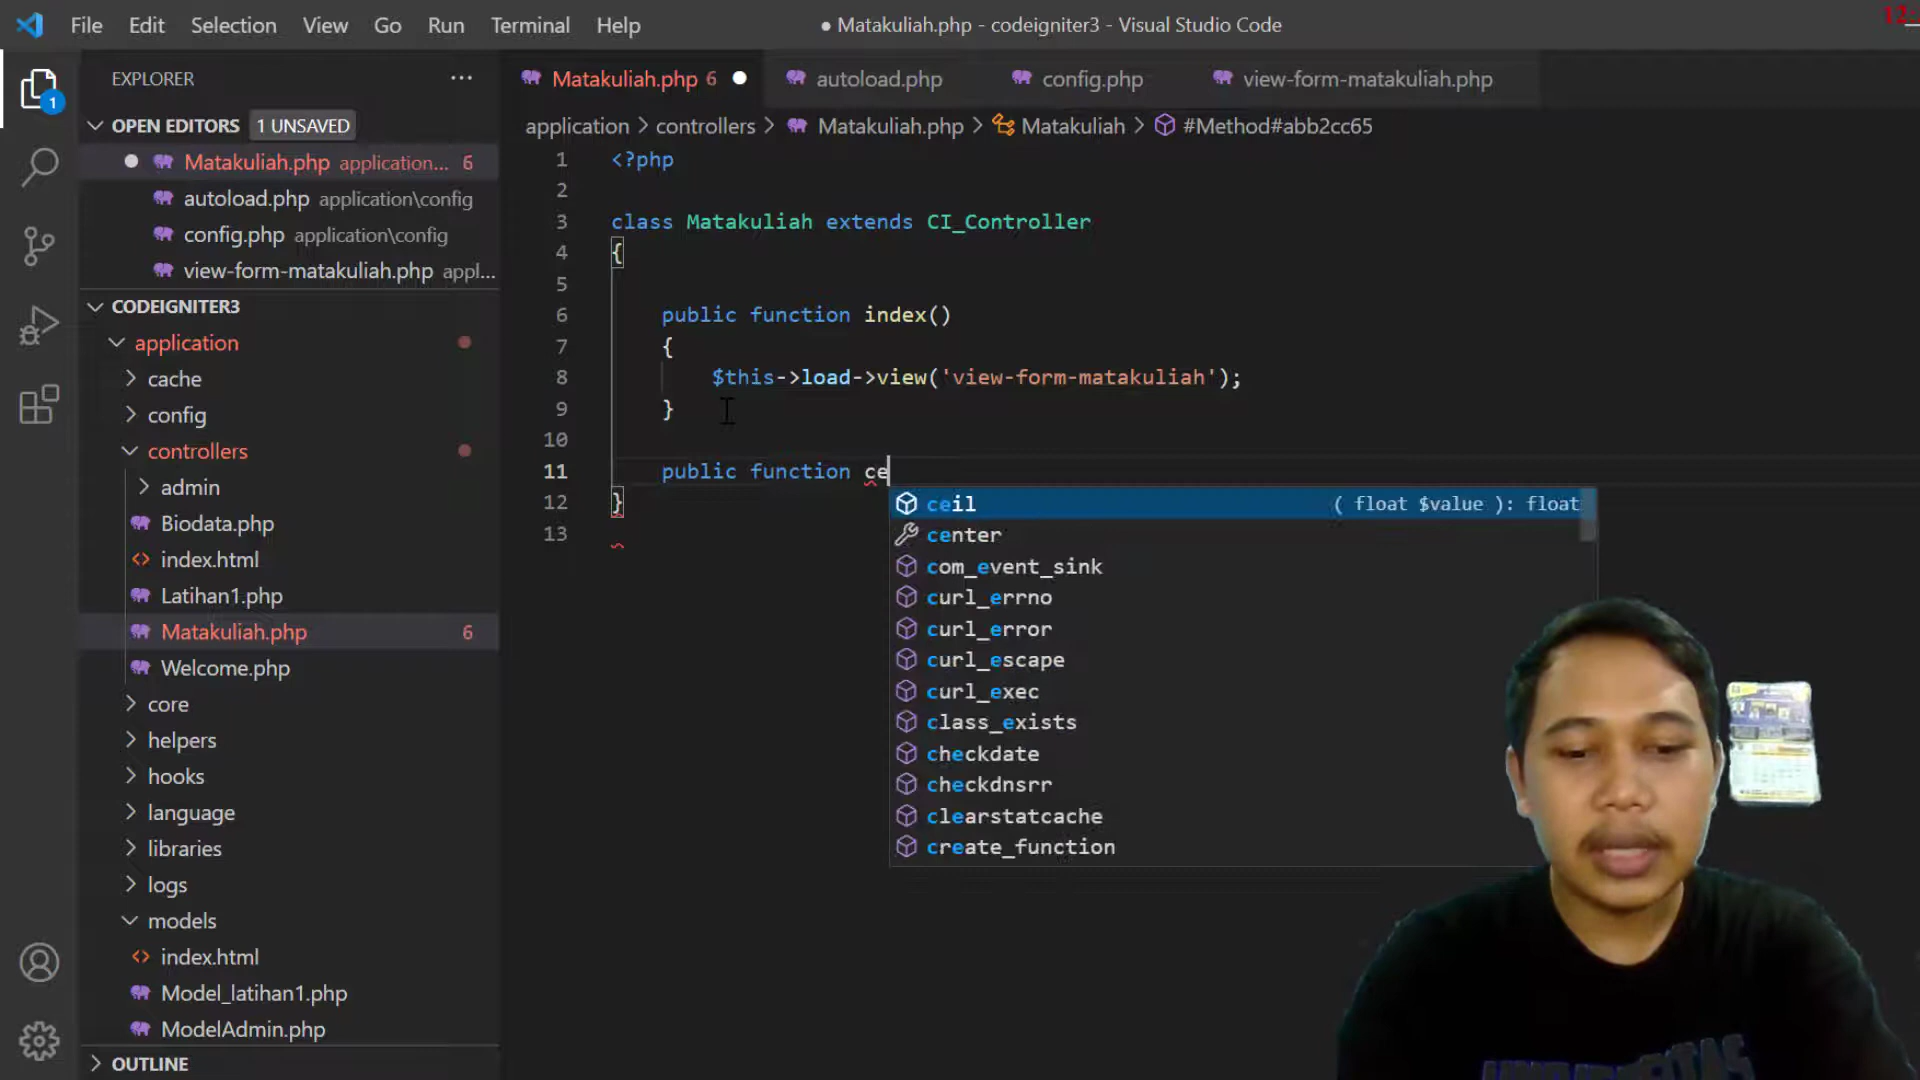 File Edit Selection View Go Run Terminal Help
● Matakuliah.php - codeigniter3 - Visual Studio Code
12:
EXPLORER ...
OPEN EDITORS 1 UNSAVED
Matakuliah.php application... 6
autoload.php application\config
config.php application\config
view-form-matakuliah.php appl...
CODEIGNITER3
application
cache
config
controllers
admin
Biodata.php
index.html
Latihan1.php
Matakuliah.php 6
Welcome.php
core
helpers
hooks
language
libraries
logs
models
index.html
Model_latihan1.php
ModelAdmin.php
OUTLINE
1
Matakuliah.php 6 autoload.php config.php view-form-matakuliah.php
application > controllers > Matakuliah.php > Matakuliah > #Method#abb2cc65
1 <?php
2
3 class Matakuliah extends CI_Controller
4 {
5
6 public function index()
7 {
8 $this->load->view('view-form-matakuliah');
9 }
10
11 public function ce
12 }
13
ceil ( float $value ): float
center
com_event_sink
curl_errno
curl_error
curl_escape
curl_exec
class_exists
checkdate
checkdnsrr
clearstatcache
create_function